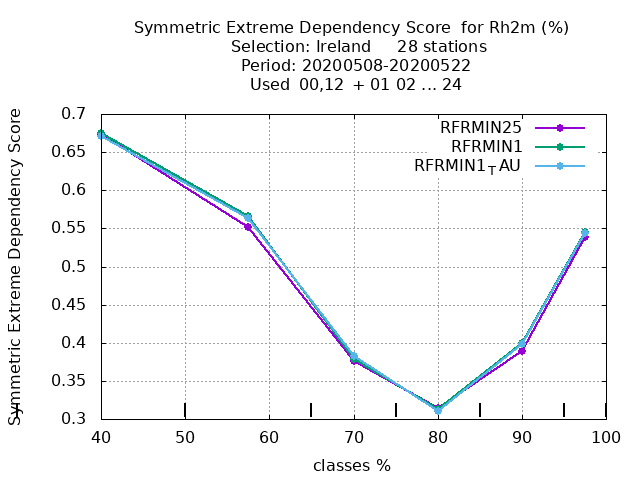 Symmetric Extreme Dependency Score for Rh2m (%)
Selection: Ireland 28 stations
Period: 20200508-20200522
Used 00,12 + 01 02 ... 24
Symmetric Extreme Dependency Score
0.7
0.65
0.6
0.55
0.5
0.45
0.4
0.35
0.3
RFRMIN25
RFRMIN1
RFRMIN1TAU
40 50 60 70 80 90 100
classes %